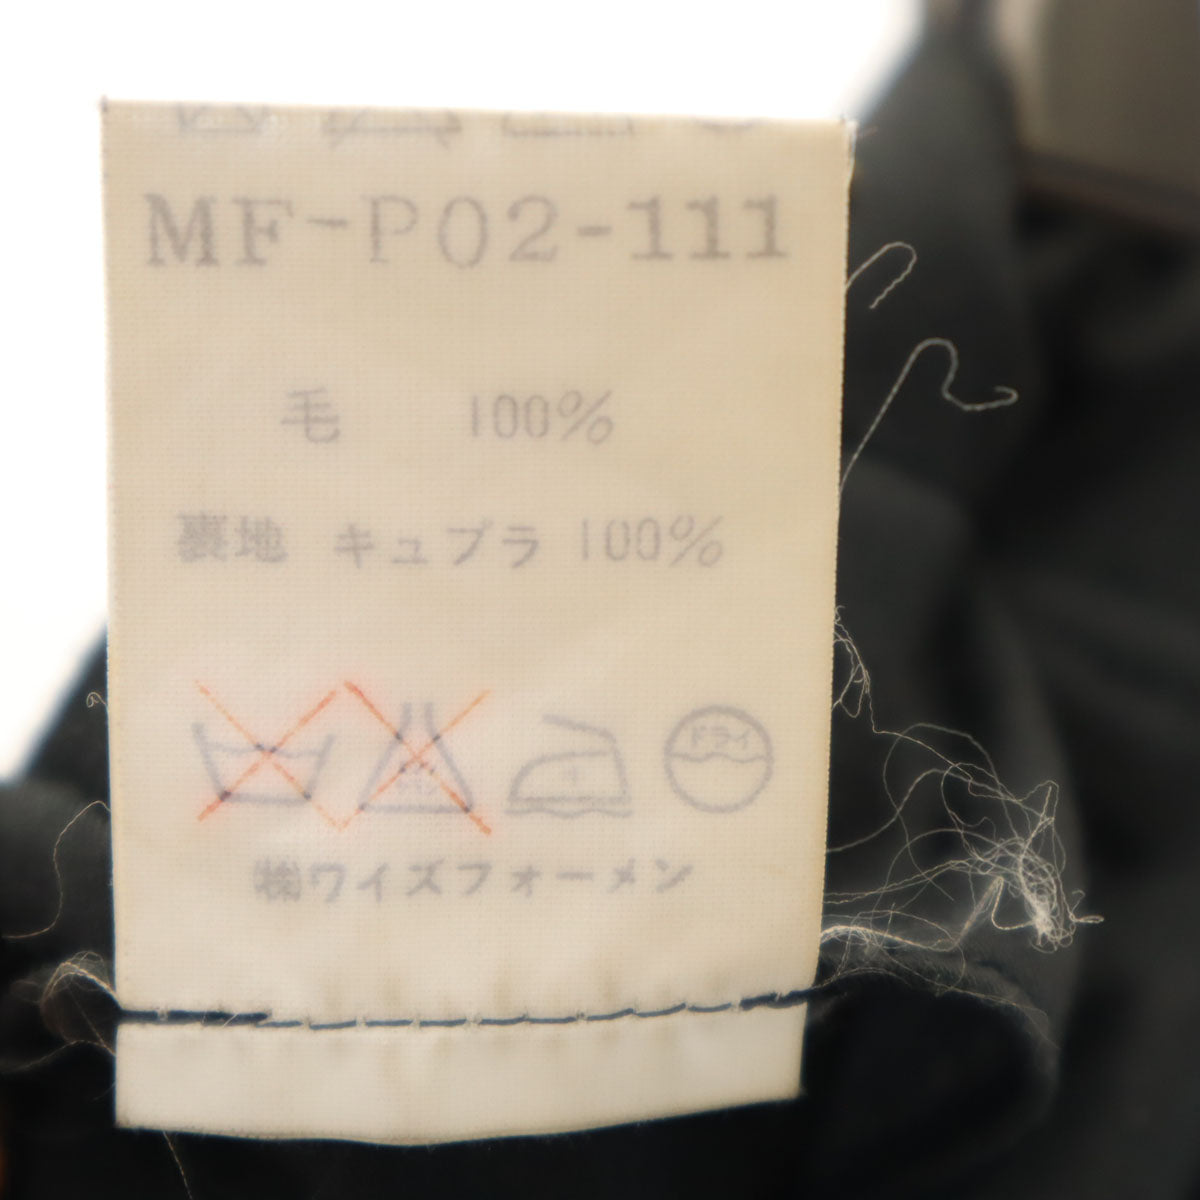 MF-P02-111
毛 100%
裏地 キュプラ 100%
ドライ
㈱ワイズフォーメン